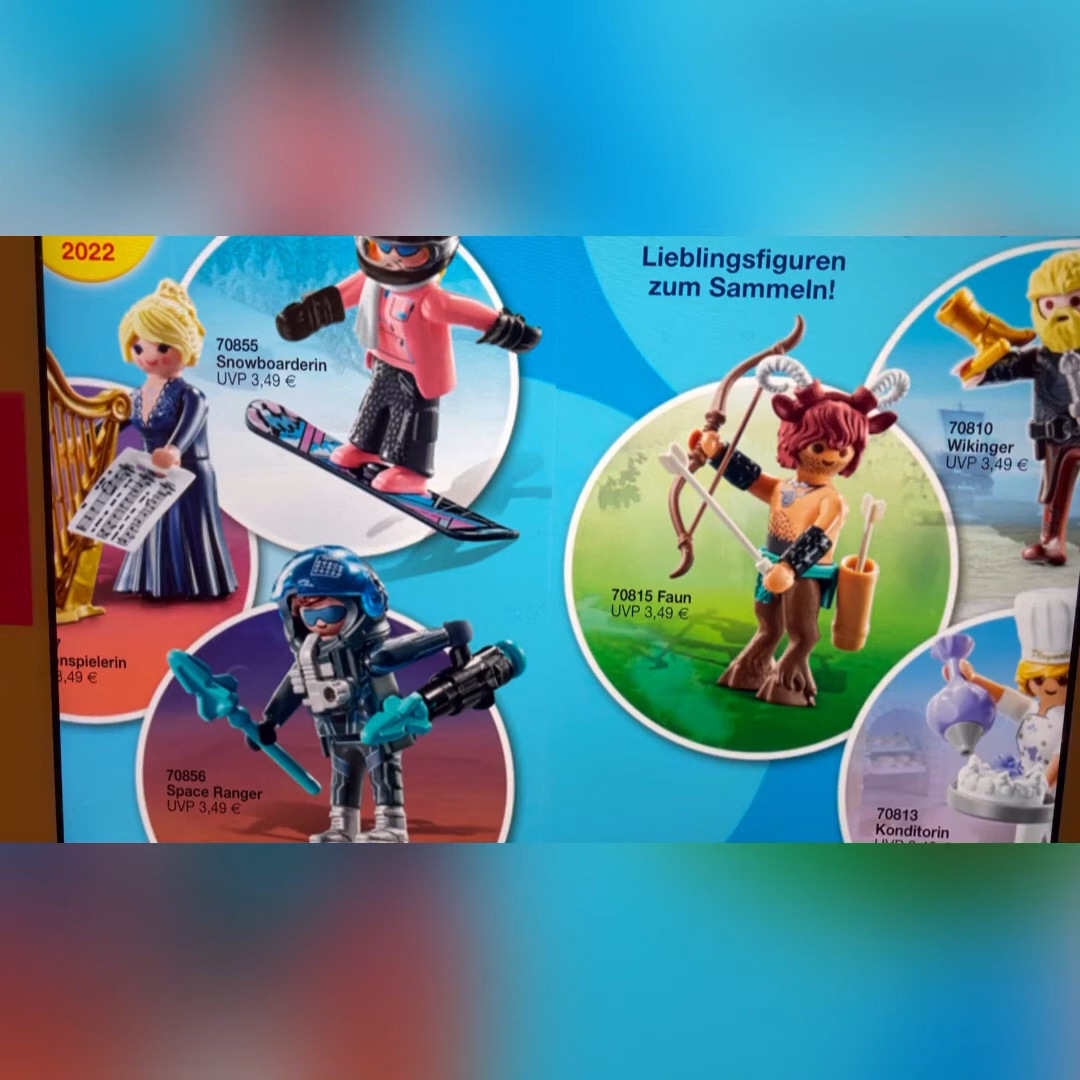 2022
70855
Snowboarderin
UVP 3,49 €
nspielerin
3,49 €
70856
Space Ranger
UVP 3,49 €
Lieblingsfiguren
zum Sammeln!
70815 Faun
UVP 3,49 €
70810
Wikinger
UVP 3,49 €
70813
Konditorin